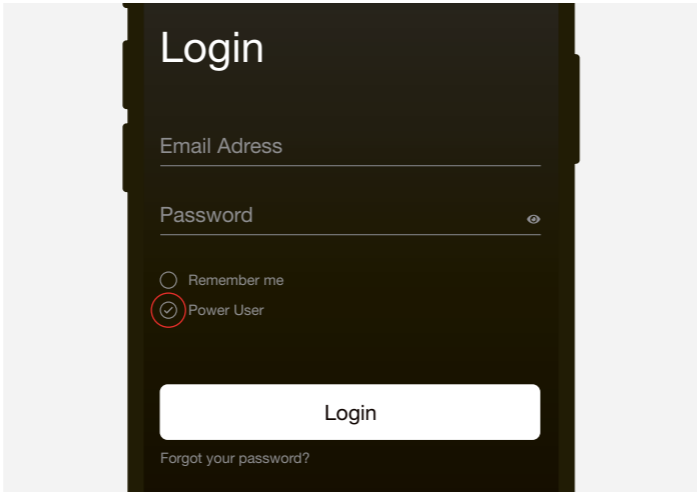 Login
Email Adress
Password
Remember me
Power User
Login
Forgot your password?